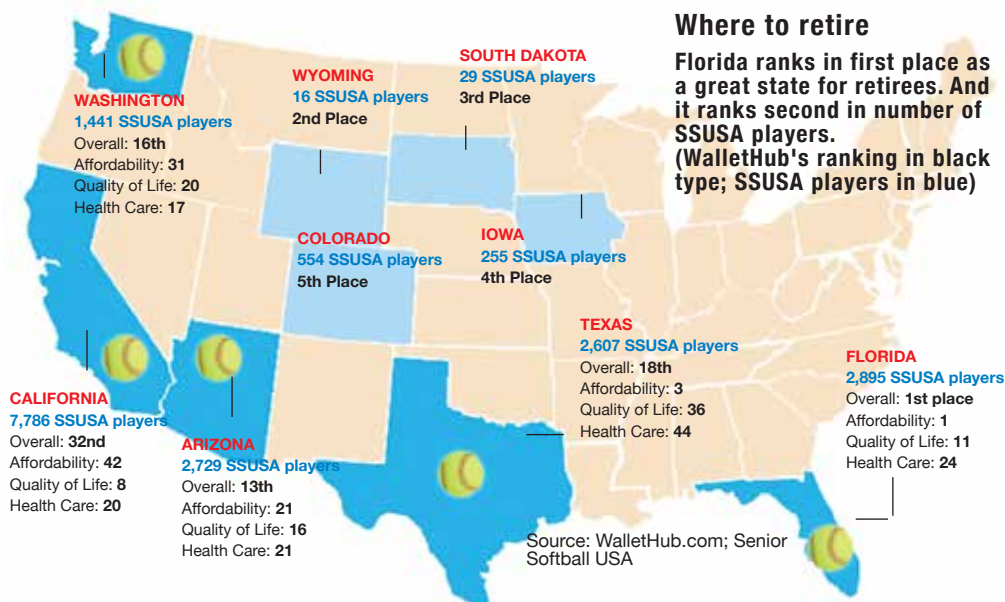 Where to retire
Florida ranks in first place as
a great state for retirees. And
it ranks second in number of
SSUSA players.
(WalletHub's ranking in black
type; SSUSA players in blue)
WASHINGTON
1,441 SSUSA players
Overall: 16th
Affordability: 31
Quality of Life: 20
Health Care: 17
WYOMING
16 SSUSA players
2nd Place
SOUTH DAKOTA
29 SSUSA players
3rd Place
COLORADO
554 SSUSA players
5th Place
IOWA
255 SSUSA players
4th Place
CALIFORNIA
7,786 SSUSA players
Overall: 32nd
Affordability: 42
Quality of Life: 8
Health Care: 20
ARIZONA
2,729 SSUSA players
Overall: 13th
Affordability: 21
Quality of Life: 16
Health Care: 21
TEXAS
2,607 SSUSA players
Overall: 18th
Affordability: 3
Quality of Life: 36
Health Care: 44
FLORIDA
2,895 SSUSA players
Overall: 1st place
Affordability: 1
Quality of Life: 11
Health Care: 24
Source: WalletHub.com; Senior
Softball USA